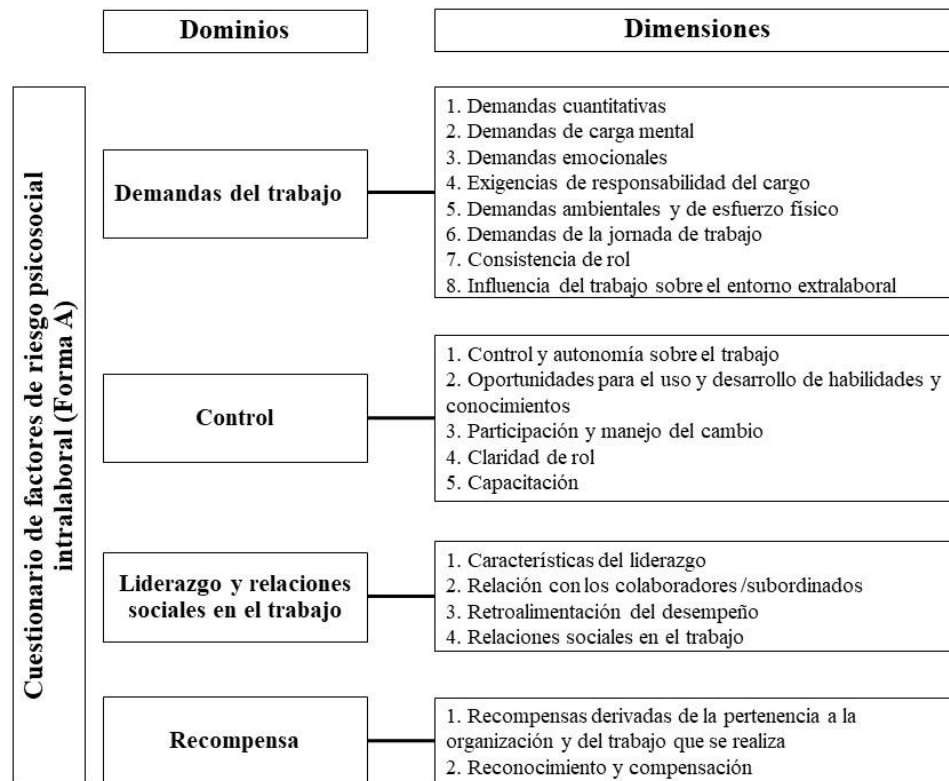 Dominios
Dimensiones
Cuestionario de factores de riesgo psicosocial
intralaboral (Forma A)
Demandas del trabajo
1. Demandas cuantitativas
2. Demandas de carga mental
3. Demandas emocionales
4. Exigencias de responsabilidad del cargo
5. Demandas ambientales y de esfuerzo físico
6. Demandas de la jornada de trabajo
7. Consistencia de rol
8. Influencia del trabajo sobre el entorno extralaboral
Control
1. Control y autonomía sobre el trabajo
2. Oportunidades para el uso y desarrollo de habilidades y
conocimientos
3. Participación y manejo del cambio
4. Claridad de rol
5. Capacitación
Liderazgo y relaciones
sociales en el trabajo
1. Características del liderazgo
2. Relación con los colaboradores /subordinados
3. Retroalimentación del desempeño
4. Relaciones sociales en el trabajo
Recompensa
1. Recompensas derivadas de la pertenencia a la
organización y del trabajo que se realiza
2. Reconocimiento y compensación